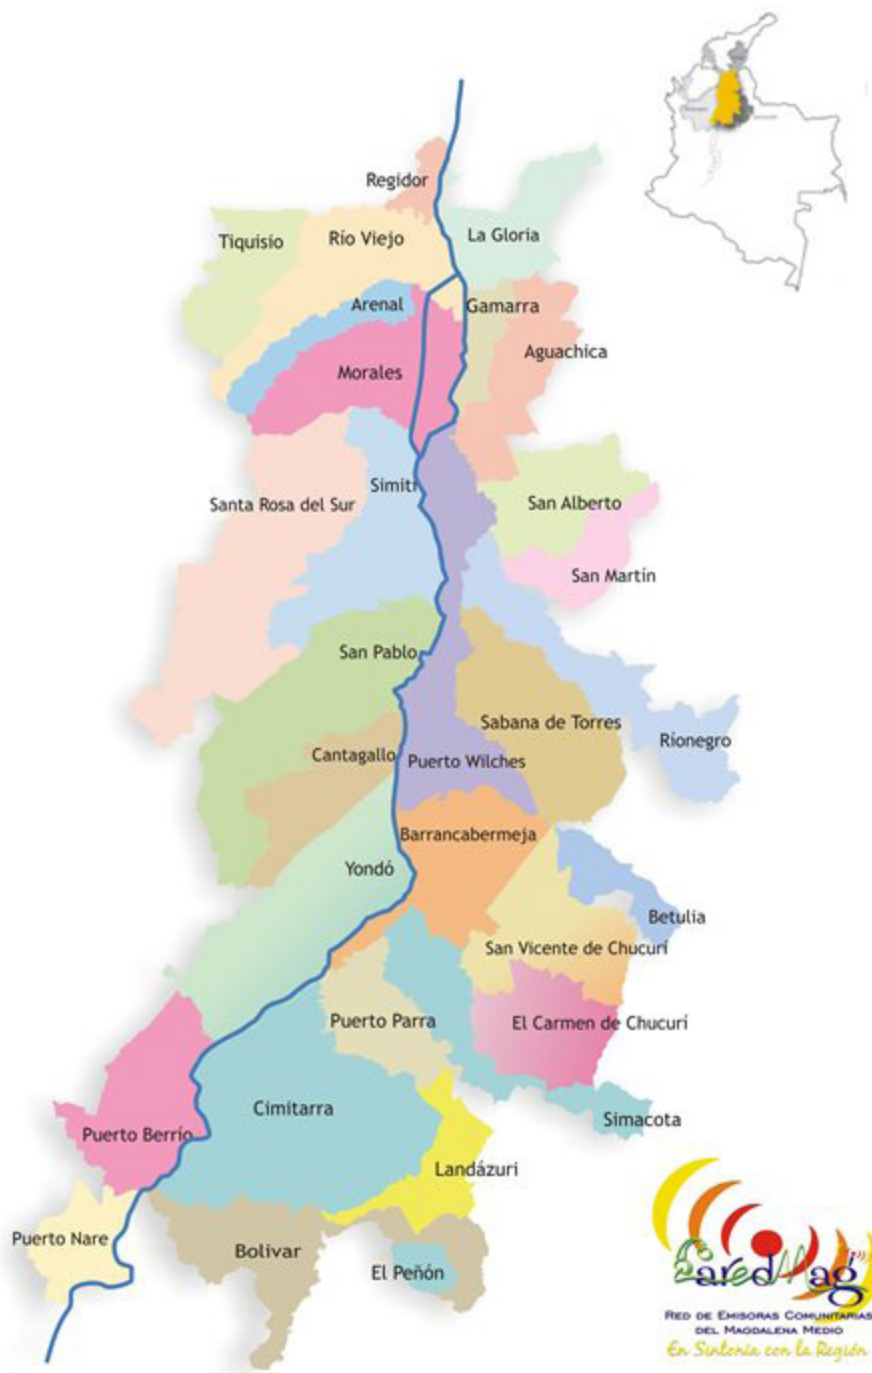 Regidor
Tiquisio
Río Viejo
La Gloria
Arenal
Gamarra
Aguachica
Morales
Simití
Santa Rosa del Sur
San Alberto
San Martín
San Pablo
Sabana de Torres
Ríonegro
Cantagallo
Puerto Wilches
Barrancabermeja
Yondó
Betulia
San Vicente de Chucurí
Puerto Parra
El Carmen de Chucurí
Cimitarra
Simacota
Puerto Berrío
Landázuri
Puerto Nare
Bolivar
El Peñón
LaredMag
RED DE EMISORAS COMUNITARIAS
DEL MAGDALENA MEDIO
En Sintonía con la Región